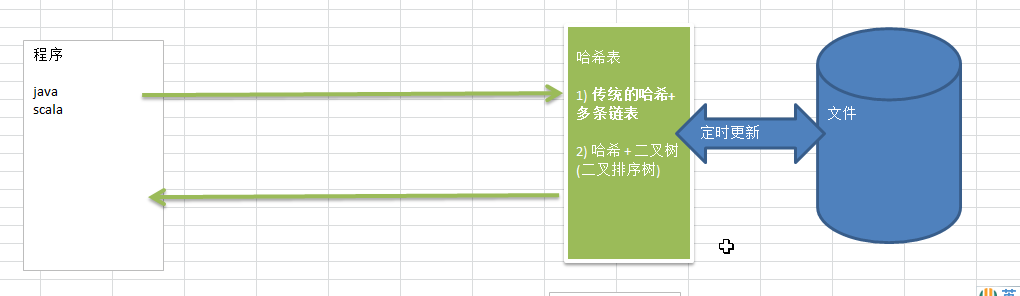 程序
java
scala
哈希表
1) 传统的哈希+
多条链表
2) 哈希 + 二叉树
(二叉排序树)
定时更新
文件
英